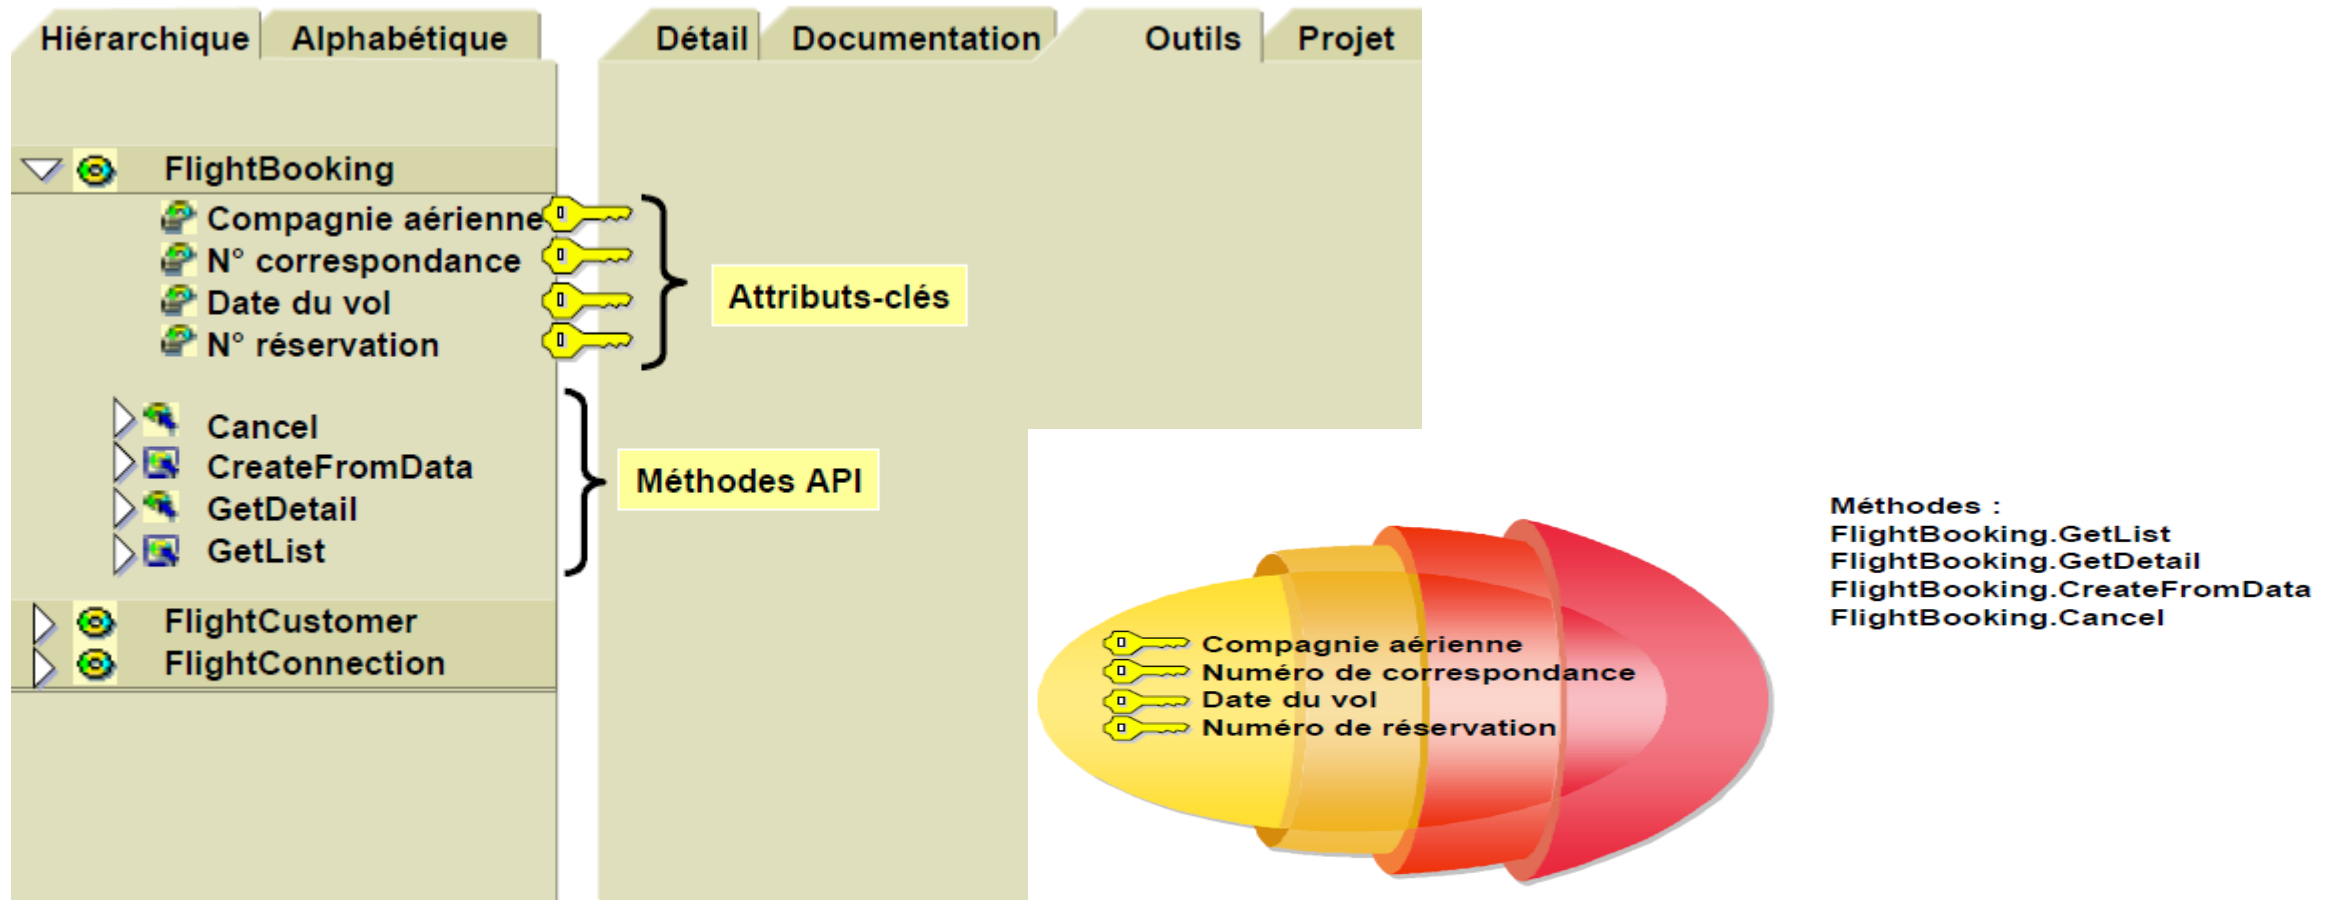 Hiérarchique Alphabétique Détail Documentation Outils Projet
FlightBooking
Compagnie aérienne
N° correspondance
Date du vol
N° réservation
Attributs-clés
Cancel
CreateFromData
GetDetail
GetList
Méthodes API
FlightCustomer
FlightConnection
Compagnie aérienne
Numéro de correspondance
Date du vol
Numéro de réservation
Méthodes :
FlightBooking.GetList
FlightBooking.GetDetail
FlightBooking.CreateFromData
FlightBooking.Cancel